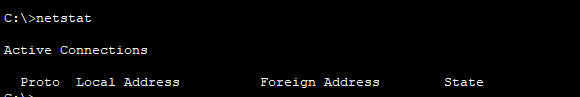 C:\>netstat
Active Connections
Proto  Local Address          Foreign Address        State
C:\>